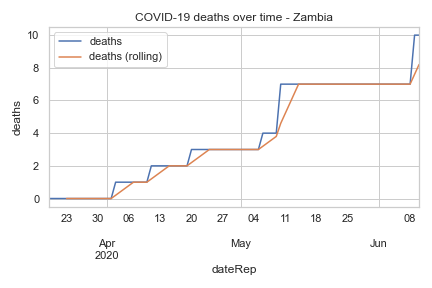 COVID-19 deaths over time - Zambia
deaths
deaths (rolling)
deaths
10
8
6
4
2
0
23 30 06 13 20 27 04 11 18 25 08
Apr May Jun
2020
dateRep